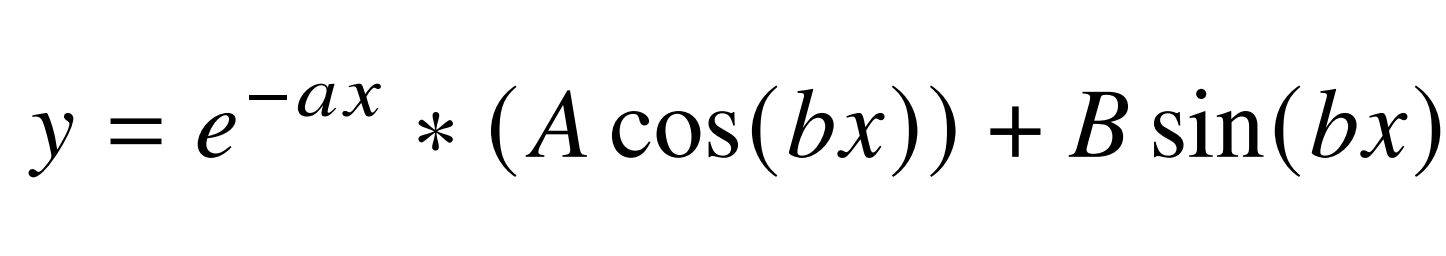 y = e^{-ax} * (A cos(bx)) + B sin(bx)